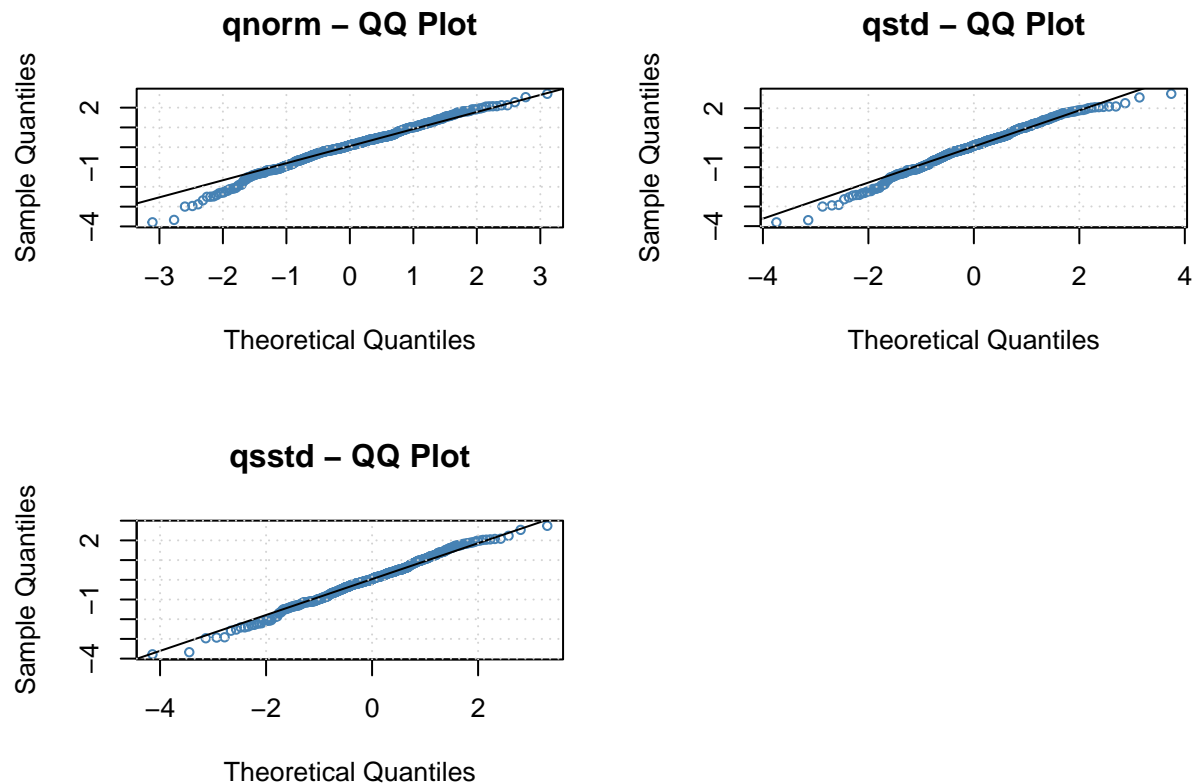 qnorm – QQ Plot
Sample Quantiles
2
−1
−4
−3 −2 −1 0 1 2 3
Theoretical Quantiles
qstd – QQ Plot
Sample Quantiles
2
−1
−4
−4 −2 0 2 4
Theoretical Quantiles
qsstd – QQ Plot
Sample Quantiles
2
−1
−4
−4 −2 0 2
Theoretical Quantiles